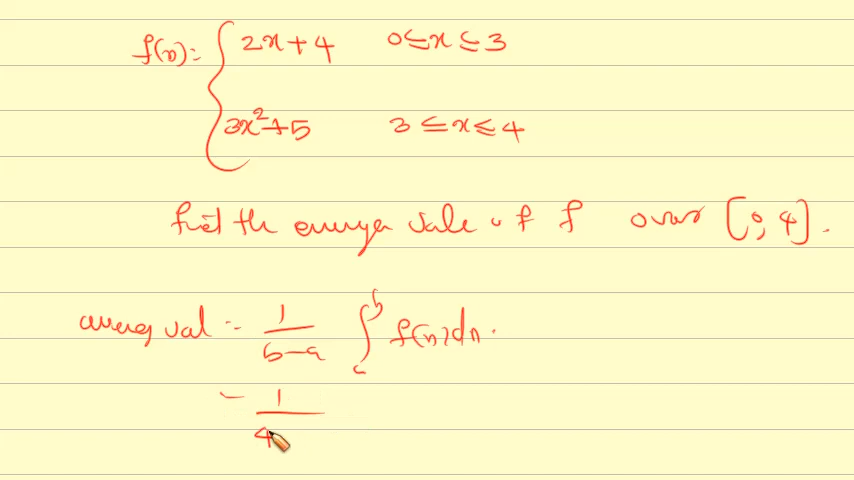 f(x) = { 2x+4 0≤x≤3
3x²+5 3≤x≤4
find the average value of f over [0, 4].
average val = 1/(b-a) ∫_a^b f(x)dx.
= 1/4